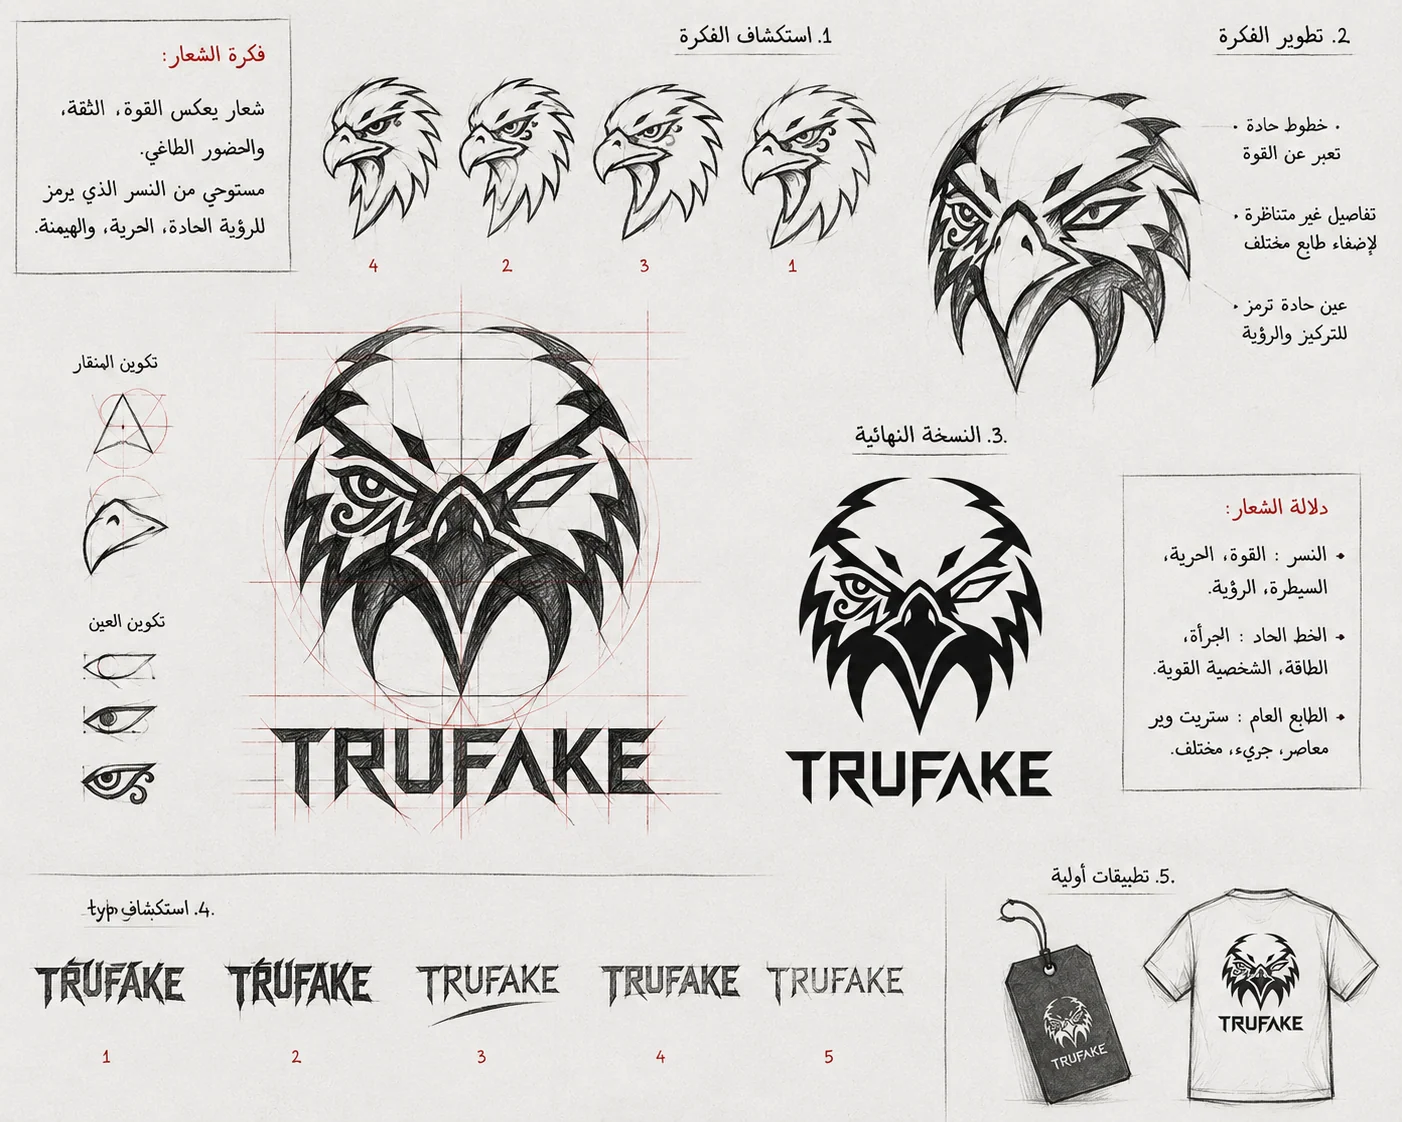 فكرة الشعار:
شعار يعكس القوة، الثقة،
والحضور الطاغي.
مستوحي من النسر الذي يرمز
للرؤية الحادة، الحرية، والهيمنة.
1. استكشاف الفكرة
4
2
3
1
2. تطوير الفكرة
• خطوط حادة
تعبر عن القوة
• تفاصيل غير متناظرة
لإضفاء طابع مختلف
• عين حادة ترمز
للتركيز والرؤية
تكوين المنقار
تكوين العين
TRUFAKE
3. النسخة النهائية.
TRUFAKE
دلالة الشعار:
• النسر : القوة، الحرية،
السيطرة، الرؤية.
• الخط الحاد : الجرأة،
الطاقة، الشخصية القوية.
• الطابع العام : ستريت وير
معاصر، جريء، مختلف.
4. استكشاف typ
TRUFAKE
TRUFAKE
TRUFAKE
TRUFAKE
TRUFAKE
1
2
3
4
5
5. تطبيقات أولية.
TRUFAKE
TRUFAKE